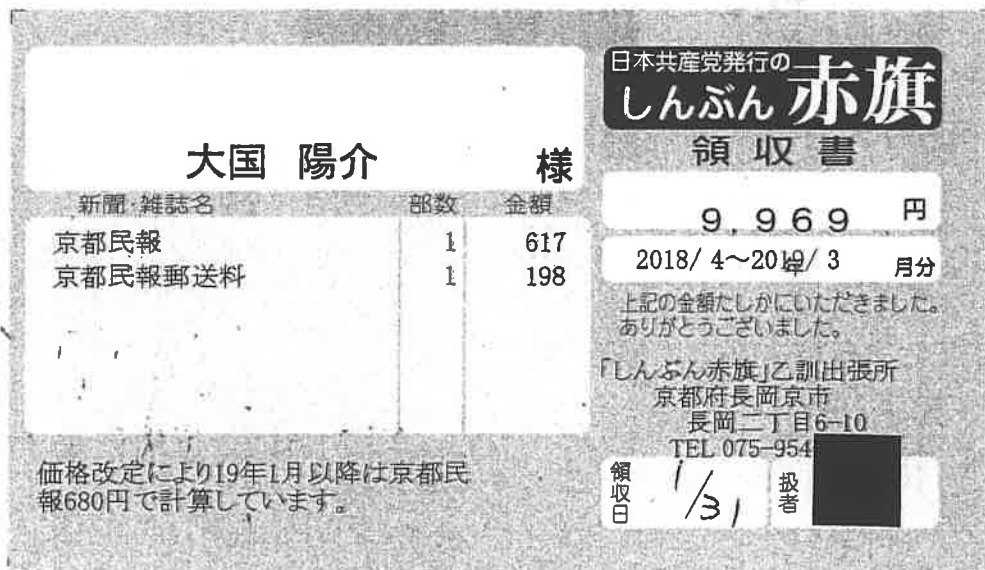 大国 陽介 様
新聞・雑誌名 部数 金額
京都民報 1 617
京都民報郵送料 1 198
価格改定により19年1月以降は京都民
報680円で計算しています。
日本共産党発行の
しんぶん赤旗
領収書
9,969 円
2018/ 4～2019/ 3 年 月分
上記の金額たしかにいただきました。
ありがとうございました。
「しんぶん赤旗」乙訓出張所
京都府長岡京市
長岡二丁目6-10
TEL 075-954
領収日 1/31 扱者